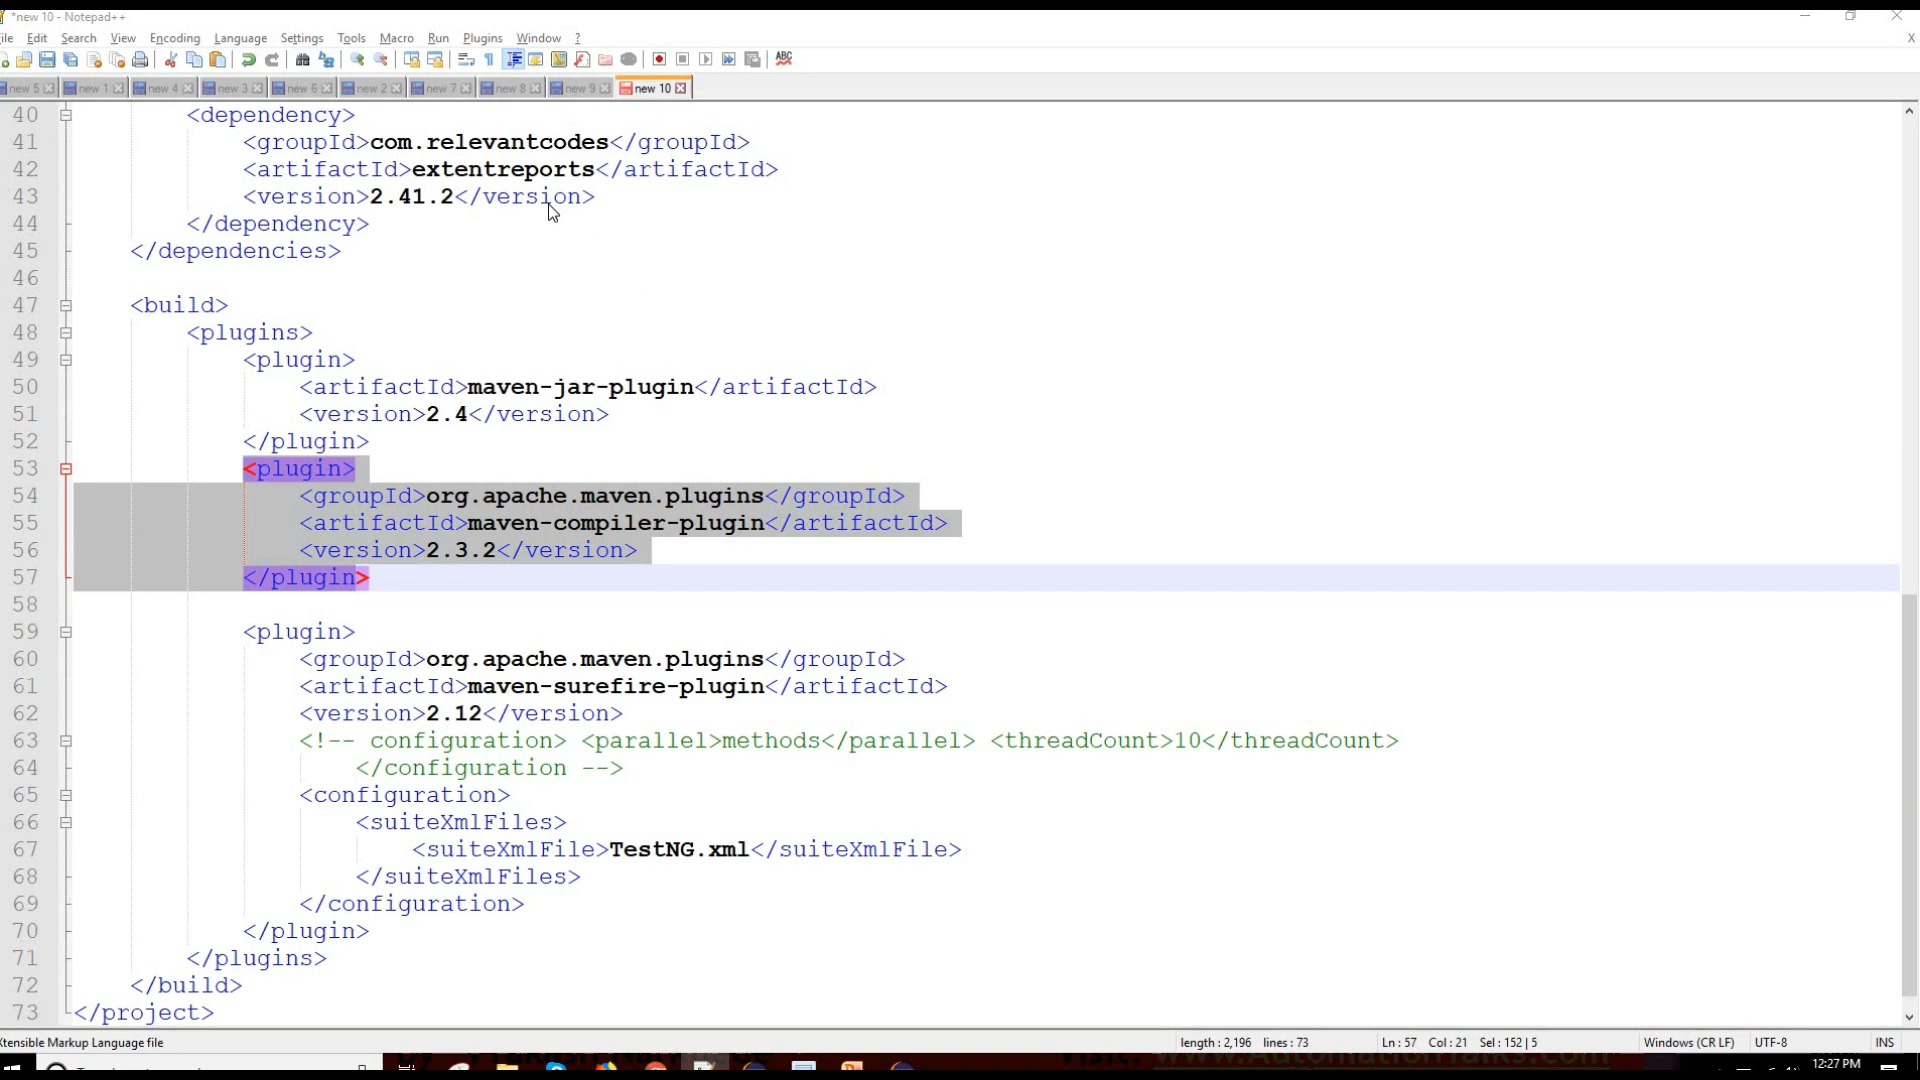 *new 10 - Notepad++
ile Edit Search View Encoding Language Settings Tools Macro Run Plugins Window ? X
ABC
new 5 new 1 new 4 new 3 new 6 new 2 new 7 new 8 new 9 new 10
40 <dependency>
41 <groupId>com.relevantcodes</groupId>
42 <artifactId>extentreports</artifactId>
43 <version>2.41.2</version>
44 </dependency>
45 </dependencies>
46
47 <build>
48 <plugins>
49 <plugin>
50 <artifactId>maven-jar-plugin</artifactId>
51 <version>2.4</version>
52 </plugin>
53 <plugin>
54 <groupId>org.apache.maven.plugins</groupId>
55 <artifactId>maven-compiler-plugin</artifactId>
56 <version>2.3.2</version>
57 </plugin>
58
59 <plugin>
60 <groupId>org.apache.maven.plugins</groupId>
61 <artifactId>maven-surefire-plugin</artifactId>
62 <version>2.12</version>
63 <!-- configuration> <parallel>methods</parallel> <threadCount>10</threadCount>
64 </configuration -->
65 <configuration>
66 <suiteXmlFiles>
67 <suiteXmlFile>TestNG.xml</suiteXmlFile>
68 </suiteXmlFiles>
69 </configuration>
70 </plugin>
71 </plugins>
72 </build>
73 </project>
Xtensible Markup Language file length : 2,196 lines : 73 Ln : 57 Col : 21 Sel : 152 | 5 Windows (CR LF) UTF-8 INS
12:27 PM